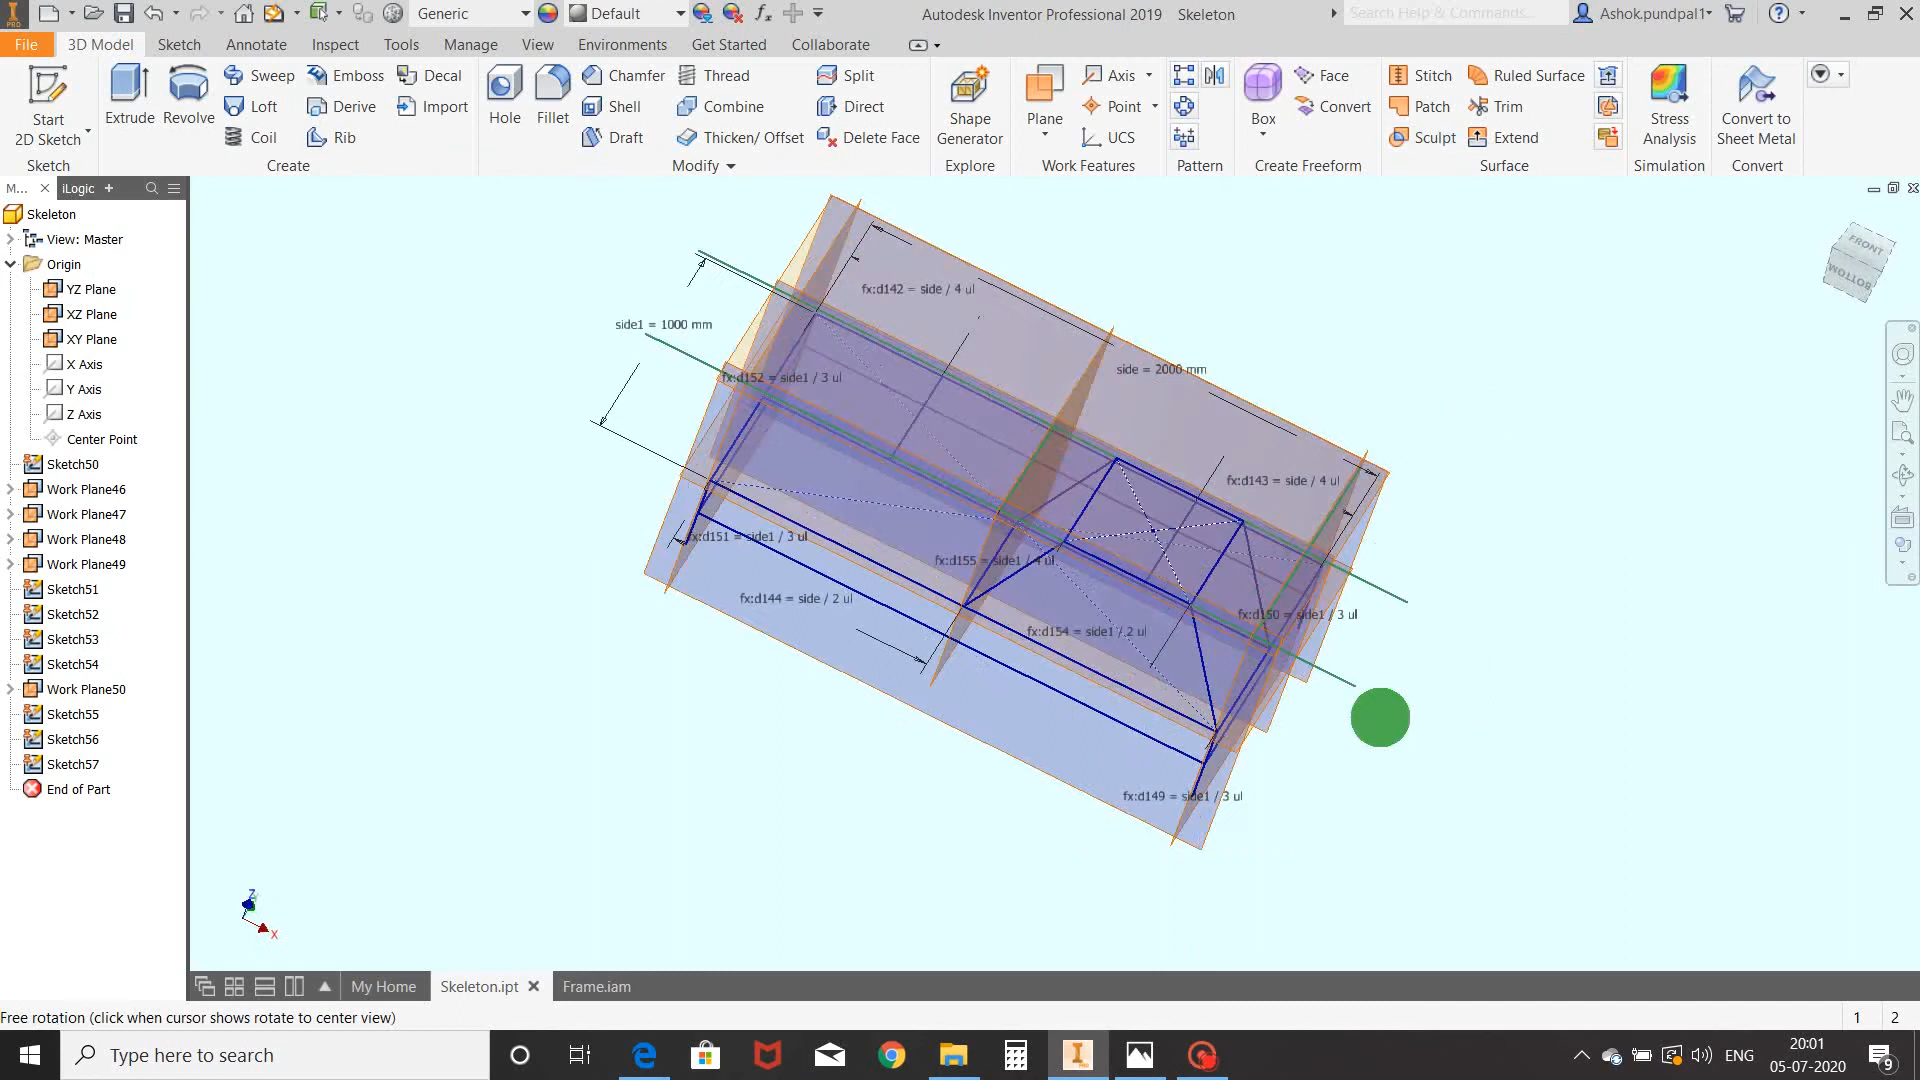 Generic
Default
Autodesk Inventor Professional 2019 Skeleton
Search Help & Commands...
Ashok.pundpal1
PRO
File
3D Model
Sketch
Annotate
Inspect
Tools
Manage
View
Environments
Get Started
Collaborate
Start
2D Sketch
Sketch
Extrude
Revolve
Sweep
Emboss
Decal
Loft
Derive
Import
Coil
Rib
Create
Hole
Fillet
Chamfer
Thread
Split
Shell
Combine
Direct
Draft
Thicken/ Offset
Delete Face
Modify
Shape
Generator
Explore
Plane
Axis
Point
UCS
Work Features
Pattern
Box
Face
Convert
Create Freeform
Stitch
Ruled Surface
Patch
Trim
Sculpt
Extend
Surface
Stress
Analysis
Simulation
Convert to
Sheet Metal
Convert
M...
iLogic
Skeleton
View: Master
Origin
YZ Plane
XZ Plane
XY Plane
X Axis
Y Axis
Z Axis
Center Point
Sketch50
Work Plane46
Work Plane47
Work Plane48
Work Plane49
Sketch51
Sketch52
Sketch53
Sketch54
Work Plane50
Sketch55
Sketch56
Sketch57
End of Part
FRONT
BOTTOM
fx:d142 = side / 4 ul
side1 = 1000 mm
side = 2000 mm
fx:d152 = side1 / 3 ul
fx:d143 = side / 4 ul
fx:d151 = side1 / 3 ul
fx:d155 = side1 / 4 ul
fx:d144 = side / 2 ul
fx:d150 = side1 / 3 ul
fx:d154 = side1 / 2 ul
fx:d149 = side1 / 3 ul
Z
X
My Home
Skeleton.ipt
Frame.iam
Free rotation (click when cursor shows rotate to center view)
1
2
Type here to search
ENG
20:01
05-07-2020
9